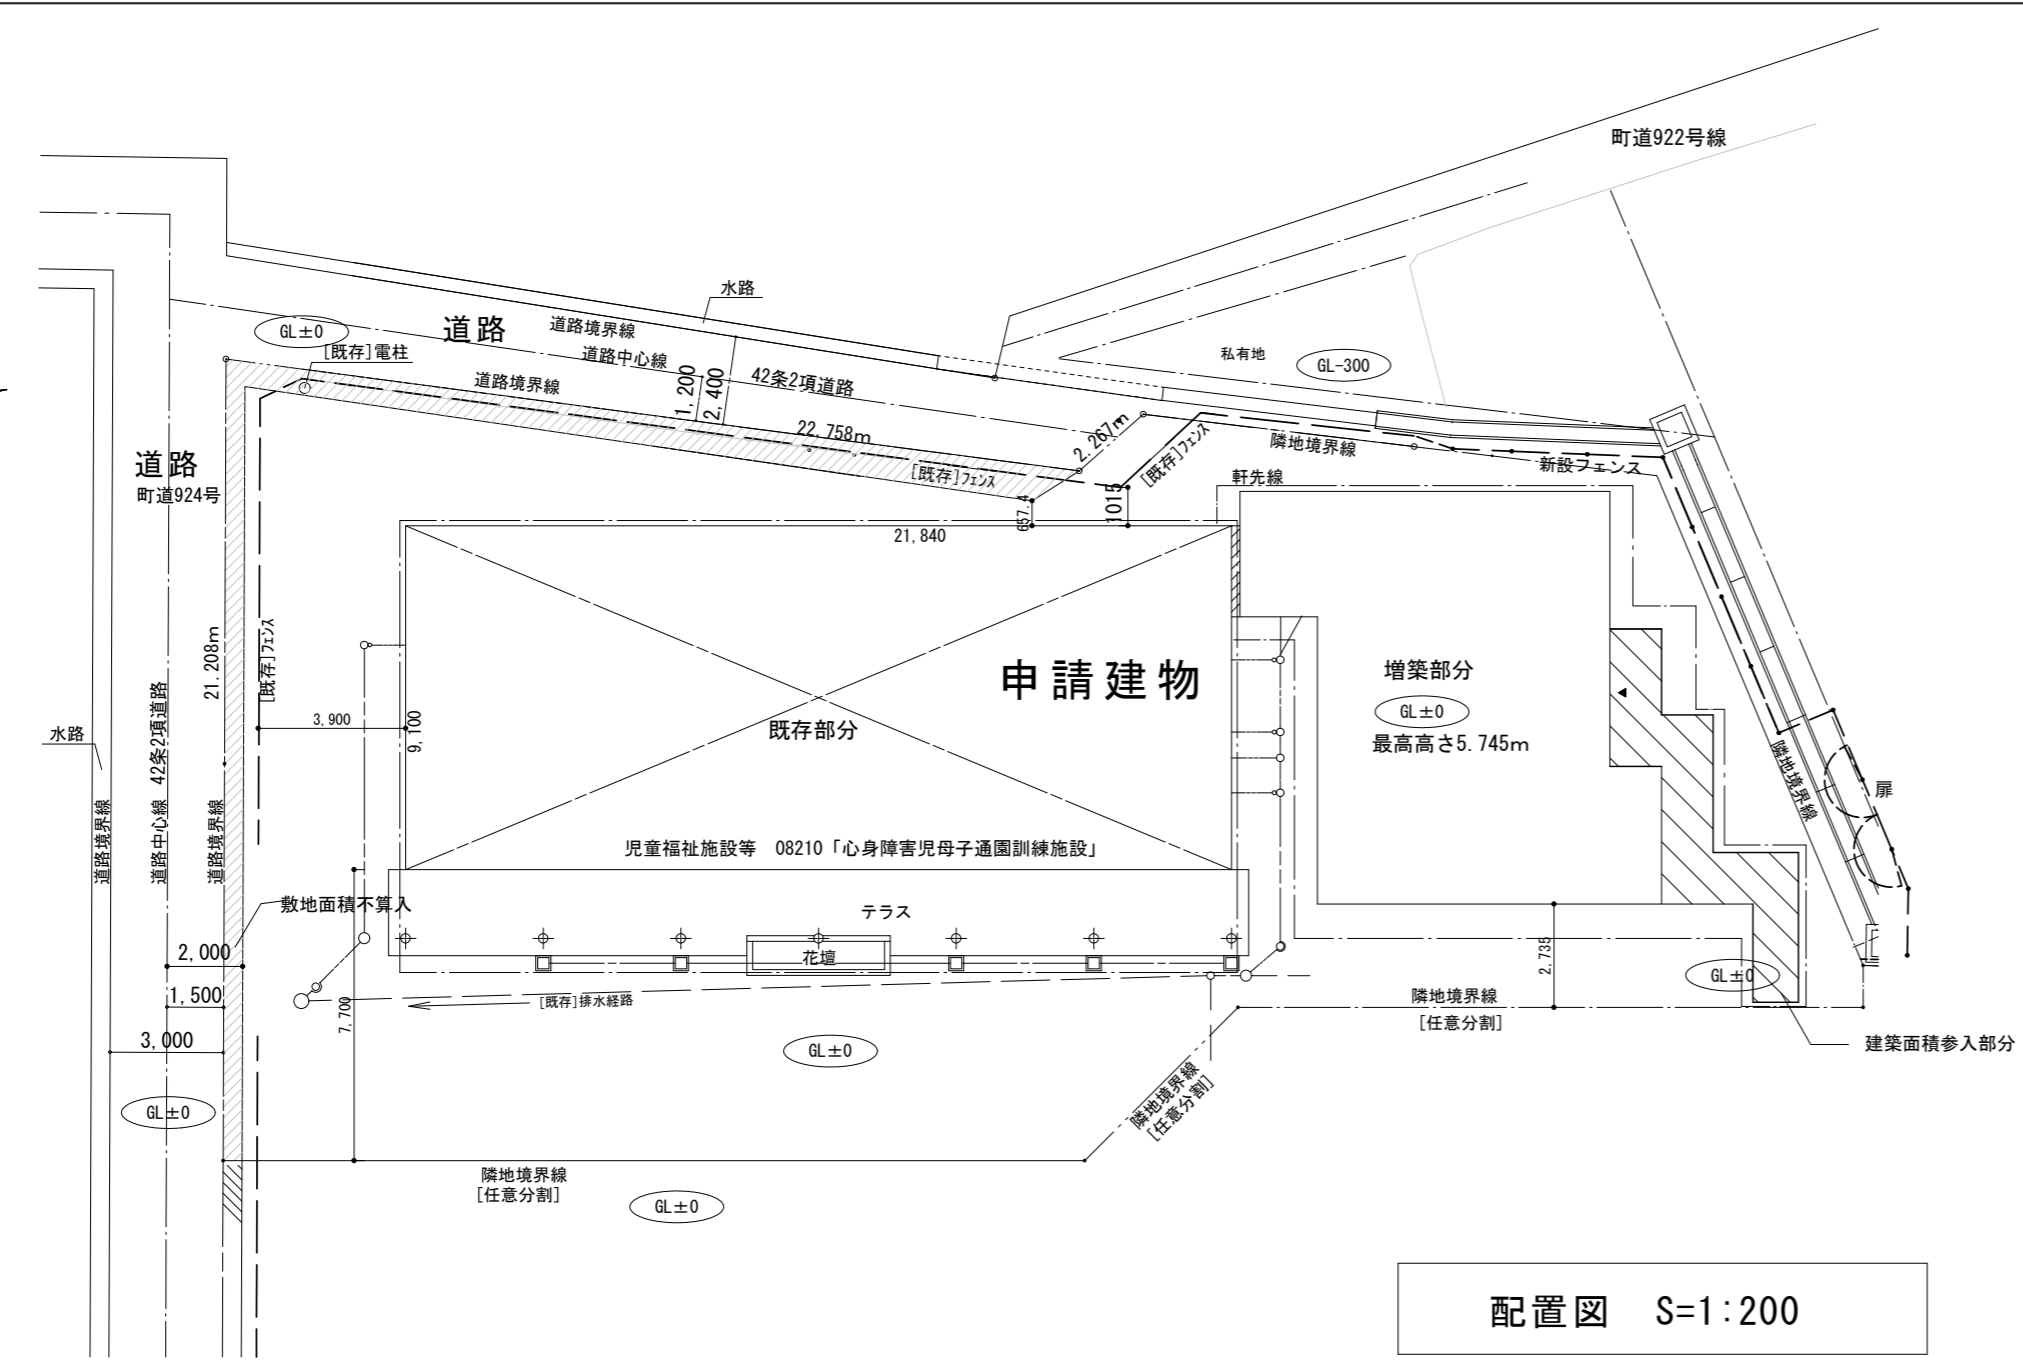 町道922号線
水路
道路
道路境界線
GL±0
[既存]電柱
道路中心線
42条2項道路
私有地
GL-300
道路境界線
1,200
2,400
22,758m
2.267m
[既存]フェンス
隣地境界線
新設フェンス
道路
町道924号
[既存]フェンス
軒先線
657.4
1015
21,840
21.208m
[既存]フェンス
申請建物
増築部分
GL±0
最高高さ5.745m
既存部分
3,900
9,100
水路
道路境界線
道路中心線 42条2項道路
道路境界線
隣地境界線
扉
児童福祉施設等 08210「心身障害児母子通園訓練施設」
敷地面積不算入
テラス
花壇
2,000
1,500
3,000
7,700
[既存]排水経路
2,735
GL±0
隣地境界線
[任意分割]
建築面積参入部分
GL±0
隣地境界線
[任意分割]
GL±0
隣地境界線
[任意分割]
GL±0
配置図 S=1:200